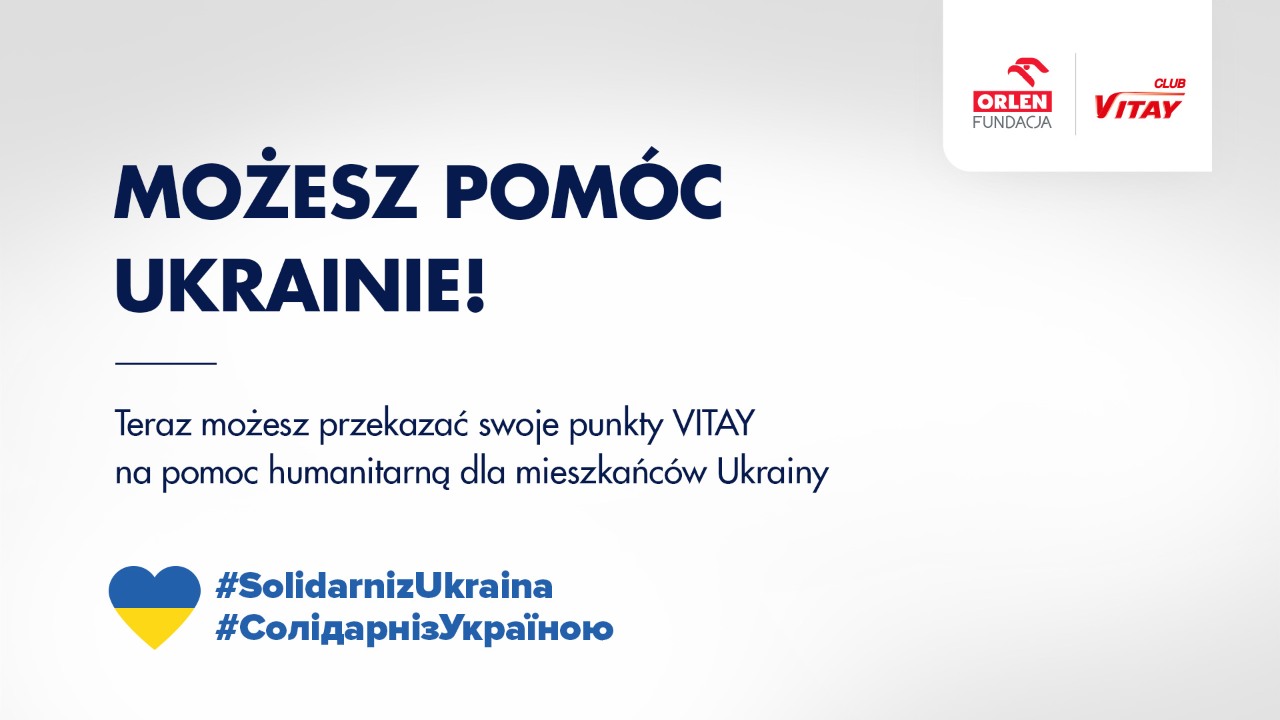 ORLEN
FUNDACJA
CLUB
VITAY
MOŻESZ POMÓC
UKRAINIE!
Teraz możesz przekazać swoje punkty VITAY
na pomoc humanitarną dla mieszkańców Ukrainy
#SolidarnizUkraina
#СолідарнізУкраїною